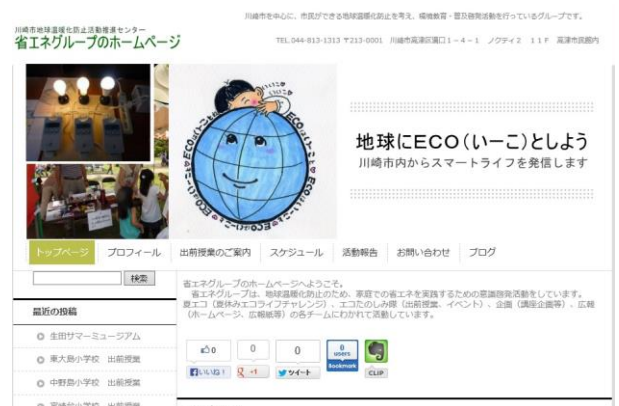 川崎市を中心に、市民ができる地球温暖化防止を考え、環境教育・普及啓発活動を行っているグループです。
川崎市地球温暖化防止活動推進センター
省エネグループのホームページ
TEL.044-813-1313 〒213-0001 川崎市高津区溝口1-4-1 ノクティ2 11F 高津市民館内
地球にECO(いーこ)としよう
川崎市内からスマートライフを発信します
トップページ プロフィール 出前授業のご案内 スケジュール 活動報告 お問い合わせ ブログ
検索
省エネグループのホームページへようこそ。
省エネグループは、地球温暖化防止のため、家庭での省エネを実践するための意識啓発活動をしています。
夏エコ(夏休みエコライフチャレンジ)、エコたのしみ隊(出前授業、イベント)、企画(講座企画等)、広報
(ホームページ、広報紙等)の各チームにわかれて活動しています。
最近の投稿
生田サマーミュージアム
東大島小学校 出前授業
中野島小学校 出前授業
宮崎台小学校 出前授業
0 0 0 0 users
いいね! +1 ツイート Bookmark CLIP